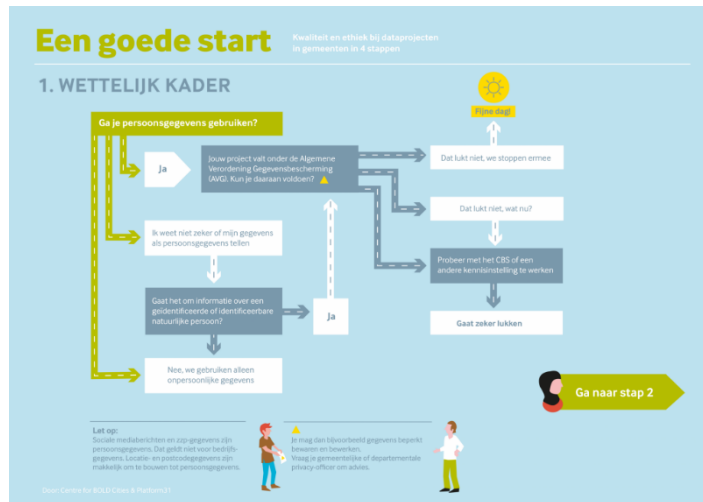 Een goede start
Kwaliteit en ethiek bij dataprojecten
in gemeenten in 4 stappen
1. WETTELIJK KADER
Ga je persoonsgegevens gebruiken?
Fijne dag!
Ja
Jouw project valt onder de Algemene
Verordening Gegevensbescherming
(AVG). Kun je daaraan voldoen?
Dat lukt niet, we stoppen ermee
Dat lukt niet, wat nu?
Ik weet niet zeker of mijn gegevens
als persoonsgegevens tellen
Probeer met het CBS of een
andere kennisinstelling te werken
Gaat het om informatie over een
geïdentificeerde of identificeerbare
natuurlijke persoon?
Ja
Gaat zeker lukken
Nee, we gebruiken alleen
onpersoonlijke gegevens
Ga naar stap 2
Let op:
Sociale mediaberichten en zzp-gegevens zijn
persoonsgegevens. Dat geldt niet voor bedrijfs-
gegevens. Locatie- en postcodegegevens zijn
makkelijk om te bouwen tot persoonsgegevens.
Je mag dan bijvoorbeeld gegevens beperkt
bewaren en bewerken.
Vraag je gemeentelijke of departementale
privacy-officer om advies.
Door: Centre for BOLD Cities & Platform31